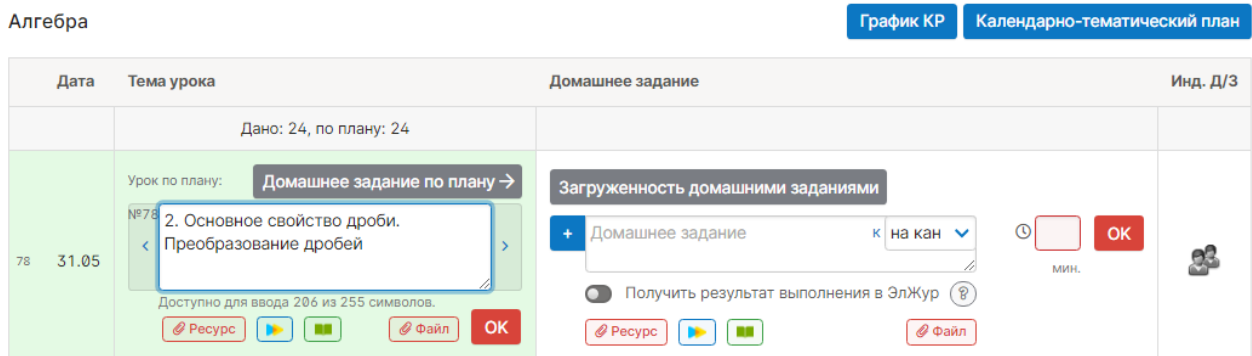 Алгебра
График КР
Календарно-тематический план
Дата
Тема урока
Домашнее задание
Инд. Д/З
Дано: 24, по плану: 24
Урок по плану:
Домашнее задание по плану →
Загруженность домашними заданиями
78
31.05
№78
2. Основное свойство дроби.
Преобразование дробей
Доступно для ввода 206 из 255 символов.
Ресурс
Файл
OK
+
Домашнее задание
К
на кан
OK
мин.
Получить результат выполнения в ЭлЖур
?
Ресурс
Файл